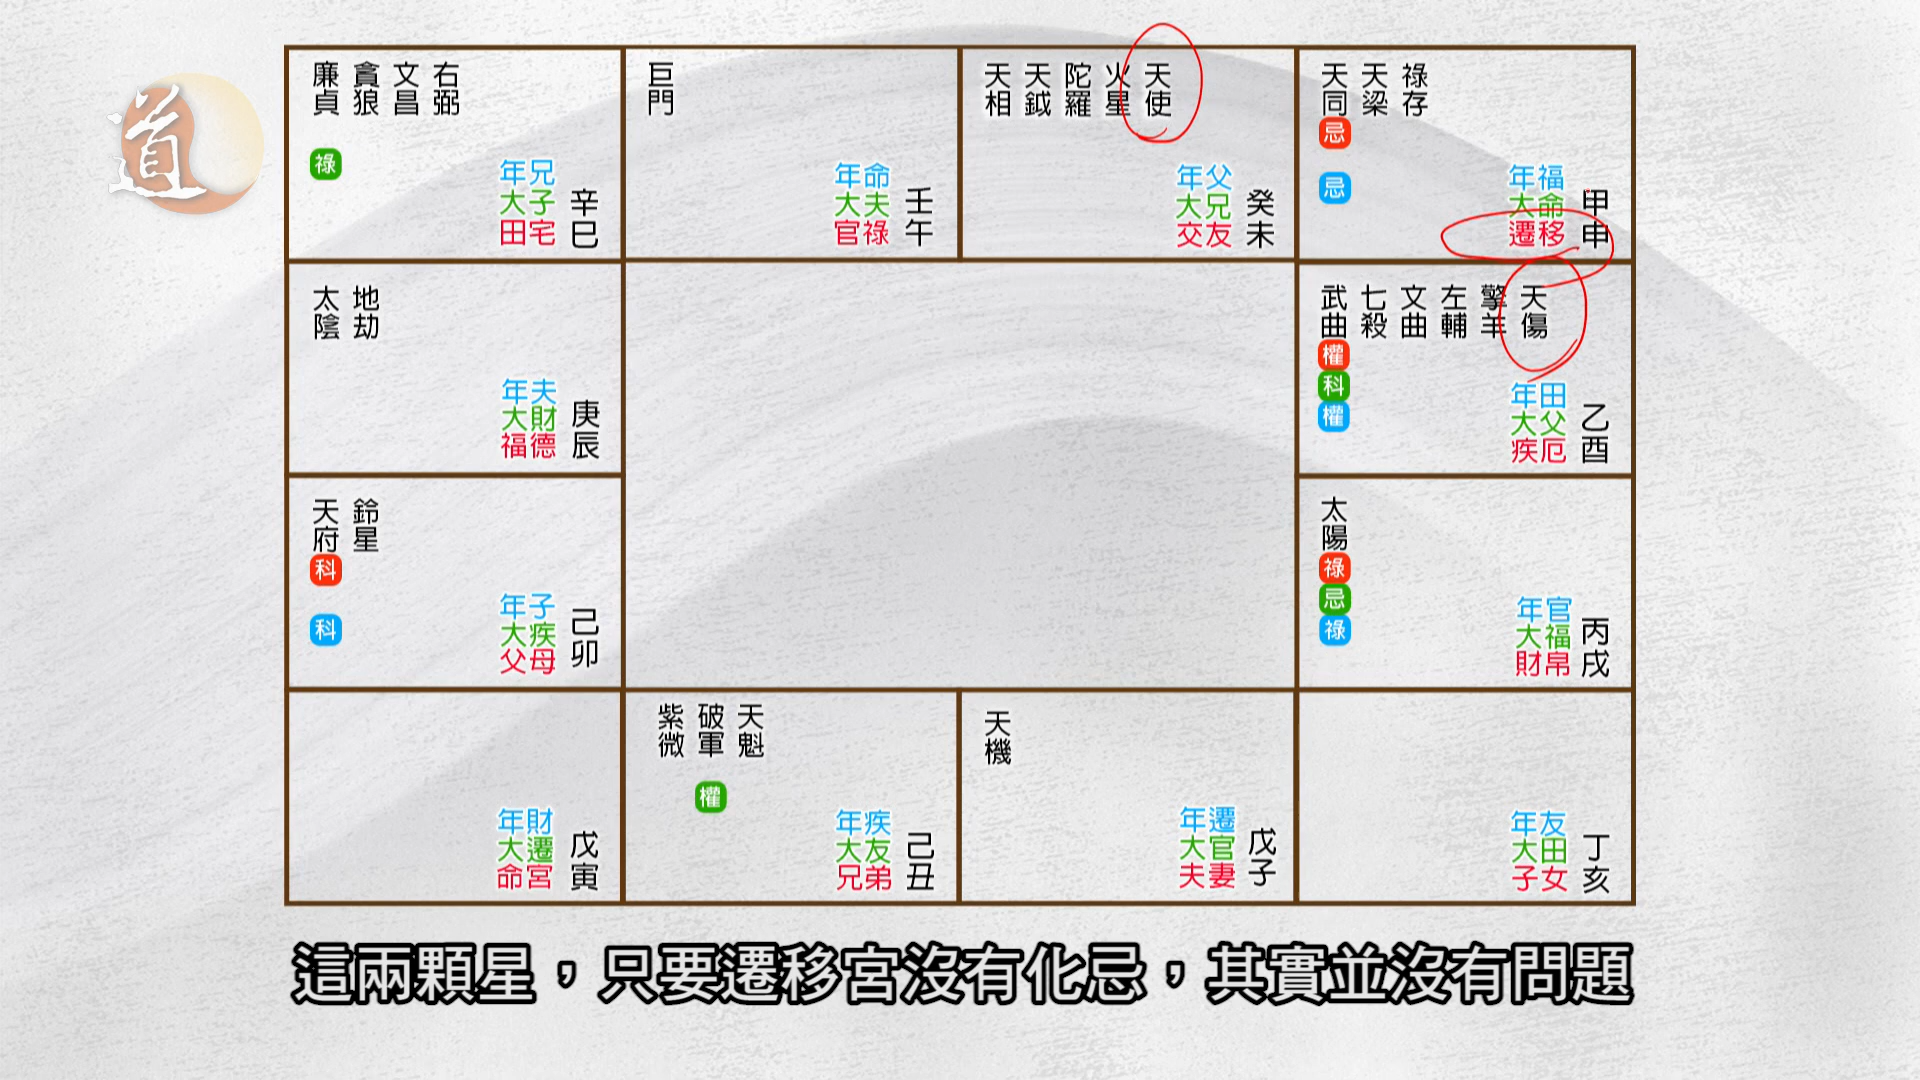 道
廉貞 貪狼 文昌 右弼
祿
年兄
大子
田宅
辛巳
巨門
年命
大夫
官祿
壬午
天相 天鉞 陀羅 火星 天使
年父
大兄
交友
癸未
天同 天梁 祿存
忌
忌
年福
大命
遷移
甲申
太陰 地劫
年夫
大財
福德
庚辰
武曲 七殺 文曲 左輔 擎羊 天傷
權
科
權
年田
大父
疾厄
乙酉
天府 鈴星
科
科
年子
大疾
父母
己卯
太陽
祿
忌
祿
年官
大福
財帛
丙戌
年財
大遷
命宮
戊寅
紫微 破軍 天魁
權
年疾
大友
兄弟
己丑
天機
年遷
大官
夫妻
戊子
年友
大田
子女
丁亥
這兩顆星，只要遷移宮沒有化忌，其實並沒有問題